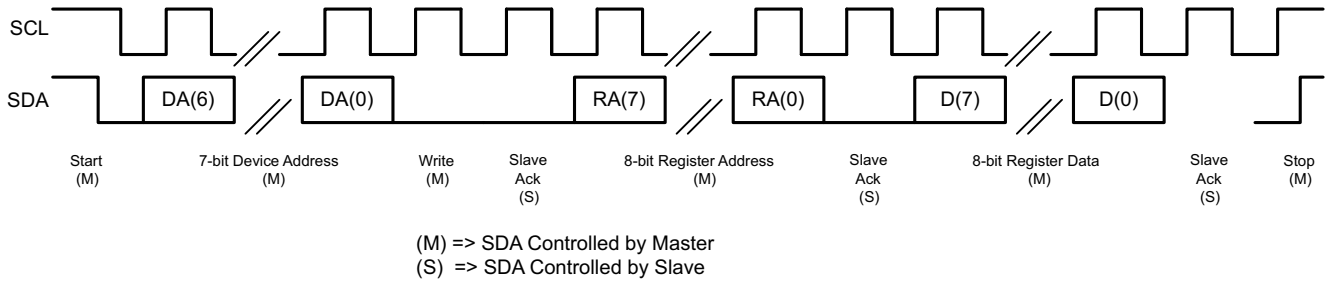 SCL
SDA
DA(6)
DA(0)
RA(7)
RA(0)
D(7)
D(0)
Start
(M)
7-bit Device Address
(M)
Write
(M)
Slave
Ack
(S)
8-bit Register Address
(M)
Slave
Ack
(S)
8-bit Register Data
(M)
Slave
Ack
(S)
Stop
(M)
(M) => SDA Controlled by Master
(S) => SDA Controlled by Slave